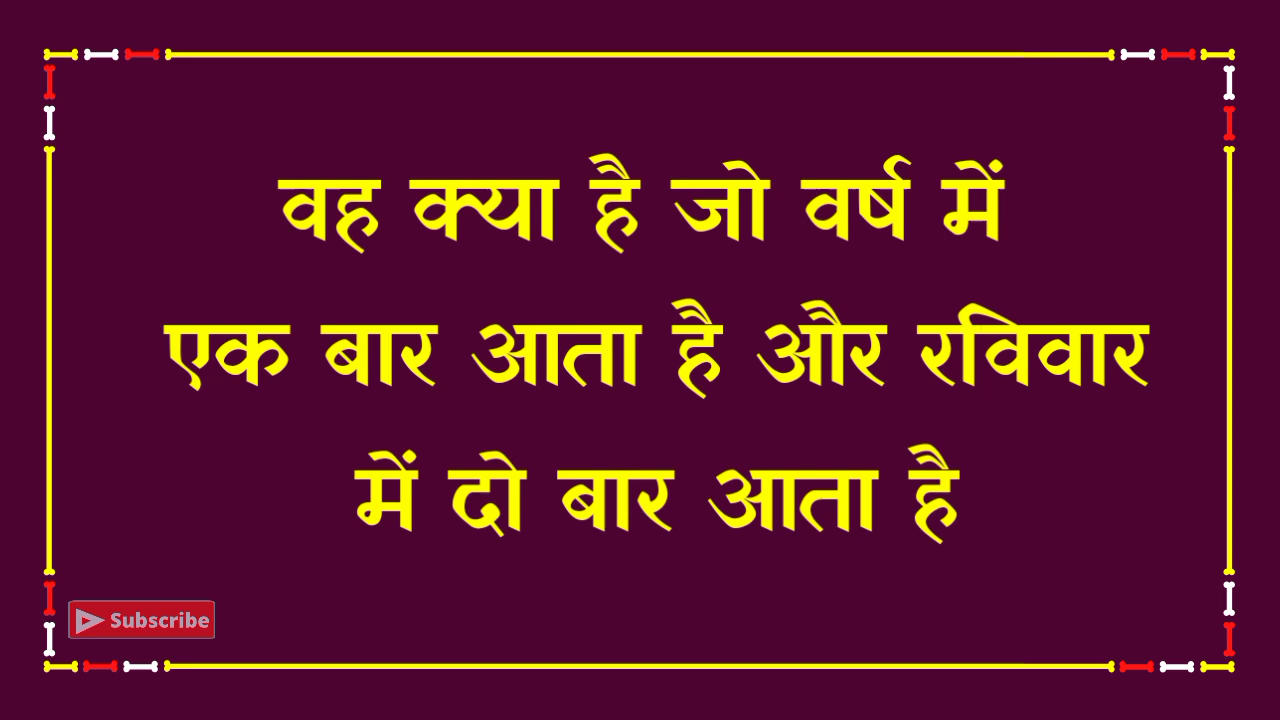 वह क्या है जो वर्ष में
एक बार आता है और रविवार
में दो बार आता है
Subscribe